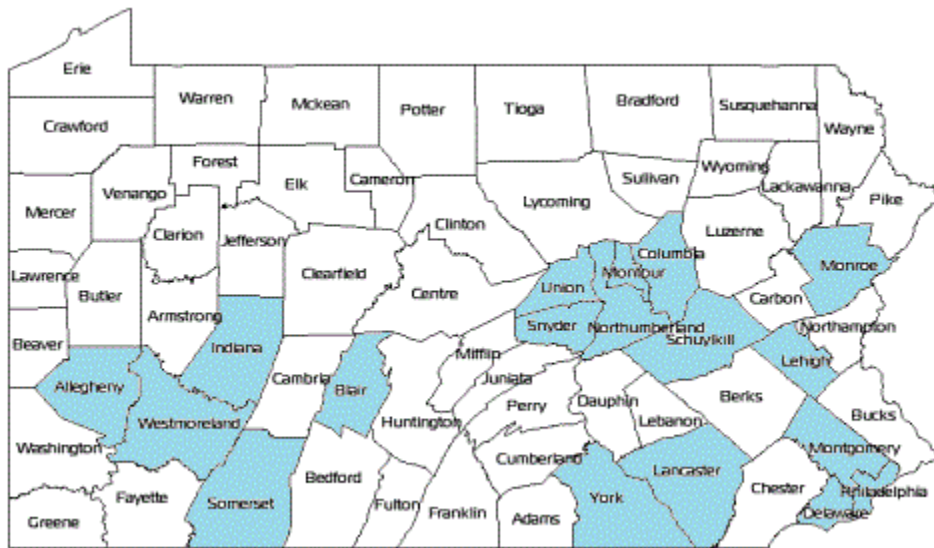 Erie
Warren
Mckean
Potter
Tioga
Bradford
Susquehanna
Wayne
Crawford
Forest
Wyoming
Cameron
Elk
Sullivan
Lackawanna
Venango
Pike
Mercer
Lycoming
Clinton
Luzerne
Clarion
Jefferson
Columbia
Lawrence
Clearfield
Monroe
Montour
Union
Centre
Butler
Carbon
Armstrong
Snyder
Northumberland
Northampton
Schuylkill
Beaver
Indiana
Mifflin
Lehigh
Cambria
Juniata
Allegheny
Blair
Berks
Dauphin
Perry
Bucks
Westmoreland
Huntington
Lebanon
Washington
Montgomery
Cumberland
Lancaster
Bedford
Chester
Philadelphia
Fayette
Somerset
York
Fulton
Franklin
Adams
Delaware
Greene